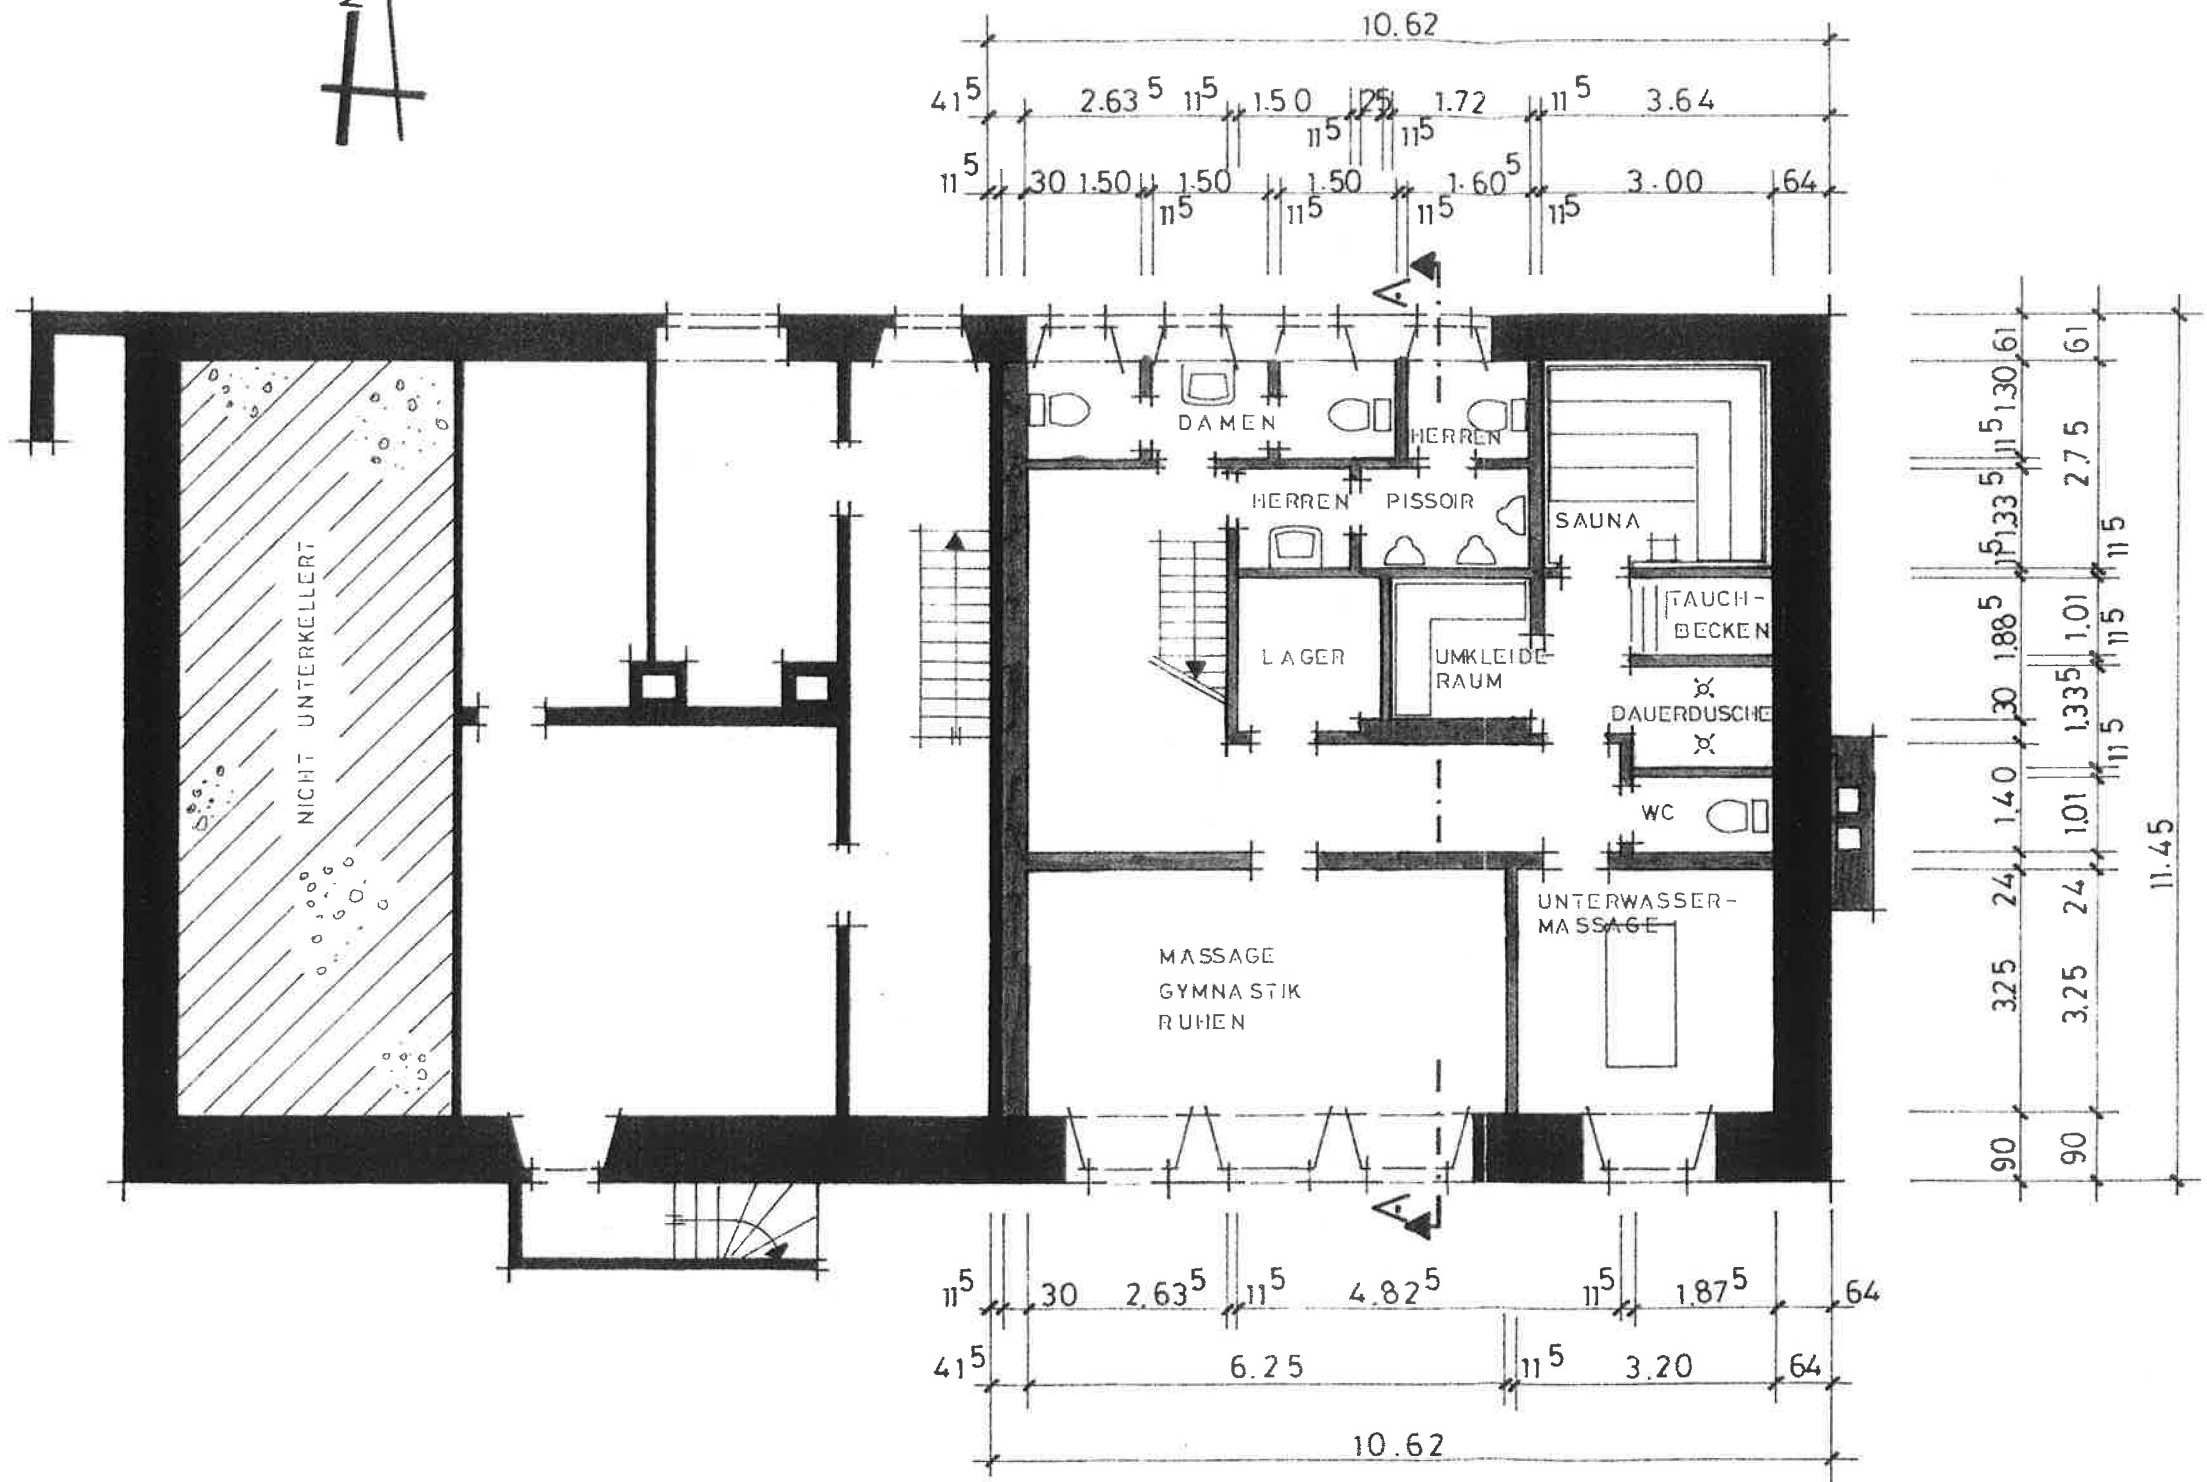 N
10.62
41⁵ 2.63⁵ 11⁵ 1.50 25 1.72 11⁵ 3.64
11⁵ 11⁵
11⁵ 30 1.50 1.50 1.50 1.60⁵ 3.00 64
11⁵ 11⁵ 11⁵ 11⁵
A
DAMEN
HERREN
HERREN PISSOIR
SAUNA
TAUCH-
BECKEN
LAGER
UMKLEIDE
RAUM
DAUERDUSCHE
WC
NICHT UNTERKELLERT
UNTERWASSER-
MASSAGE
MASSAGE
GYMNASTIK
RUHEN
A
61 1.30 11⁵ 1.33⁵ 11⁵ 1.88⁵ 30 1.40 24 325 90
61 2.75 11⁵ 1.01 11⁵ 1.33⁵ 11⁵ 1.01 24 3.25 90
11.45
11⁵ 30 2.63⁵ 11⁵ 4.82⁵ 11⁵ 1.87⁵ 64
41⁵ 6.25 11⁵ 3.20 64
10.62